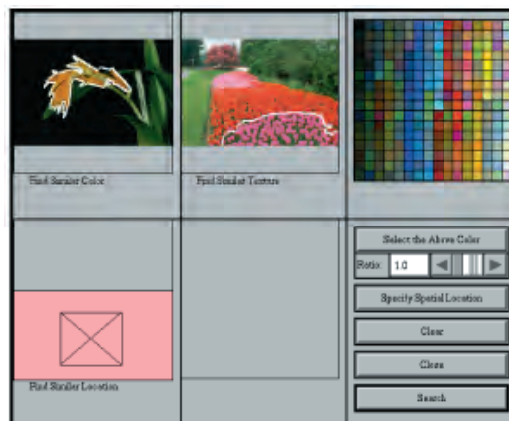 Find Similar Color
Find Similar Texture
Select the Above Color
Ratio: 1.0
Specify Spatial Location
Clear
Close
Search
Find Similar Location